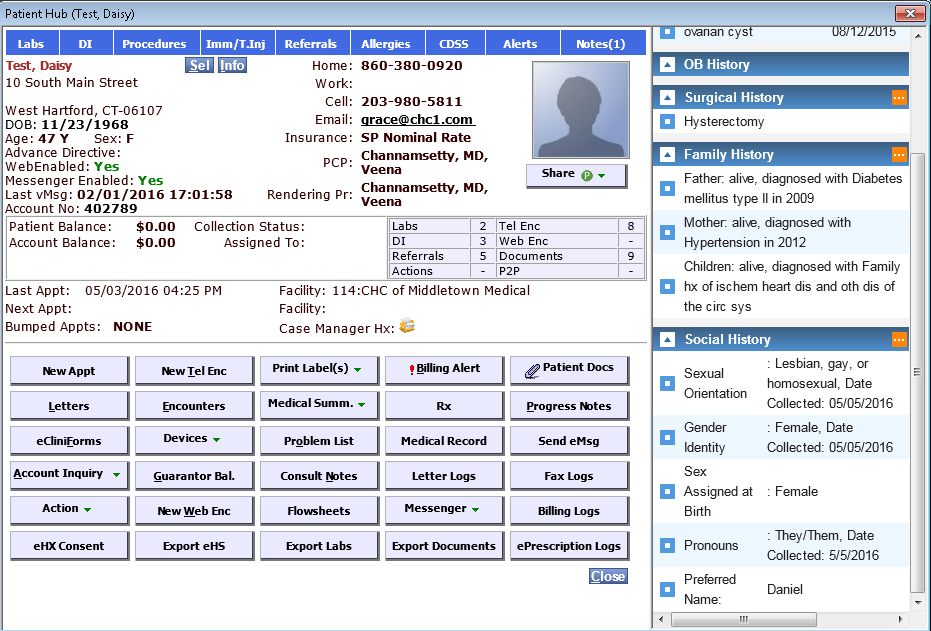 Patient Hub (Test, Daisy)
Labs DI Procedures Imm/T.Inj Referrals Allergies CDSS Alerts Notes(1)
Test, Daisy Sel Info
10 South Main Street
West Hartford, CT-06107
DOB: 11/23/1968
Age: 47 Y Sex: F
Advance Directive:
WebEnabled: Yes
Messenger Enabled: Yes
Last vMsg: 02/01/2016 17:01:58
Account No: 402789
Home: 860-380-0920
Work:
Cell: 203-980-5811
Email: grace@chc1.com
Insurance: SP Nominal Rate
PCP: Channamsetty, MD,
Veena
Rendering Pr: Channamsetty, MD,
Veena
Share P
Patient Balance: $0.00 Collection Status:
Account Balance: $0.00 Assigned To:
Labs 2 Tel Enc 8
DI 3 Web Enc -
Referrals 5 Documents 9
Actions - P2P -
Last Appt: 05/03/2016 04:25 PM Facility: 114:CHC of Middletown Medical
Next Appt: Facility:
Bumped Appts: NONE Case Manager Hx:
New Appt New Tel Enc Print Label(s) Billing Alert Patient Docs
Letters Encounters Medical Summ. Rx Progress Notes
eCliniForms Devices Problem List Medical Record Send eMsg
Account Inquiry Guarantor Bal. Consult Notes Letter Logs Fax Logs
Action New Web Enc Flowsheets Messenger Billing Logs
eHX Consent Export eHS Export Labs Export Documents ePrescription Logs
Close
ovarian cyst 08/12/2015
OB History
Surgical History
Hysterectomy
Family History
Father: alive, diagnosed with Diabetes
mellitus type II in 2009
Mother: alive, diagnosed with
Hypertension in 2012
Children: alive, diagnosed with Family
hx of ischem heart dis and oth dis of
the circ sys
Social History
Sexual
Orientation
: Lesbian, gay, or
homosexual, Date
Collected: 05/05/2016
Gender
Identity
: Female, Date
Collected: 05/05/2016
Sex
Assigned at
Birth
: Female
Pronouns
: They/Them, Date
Collected: 5/5/2016
Preferred
Name:
Daniel